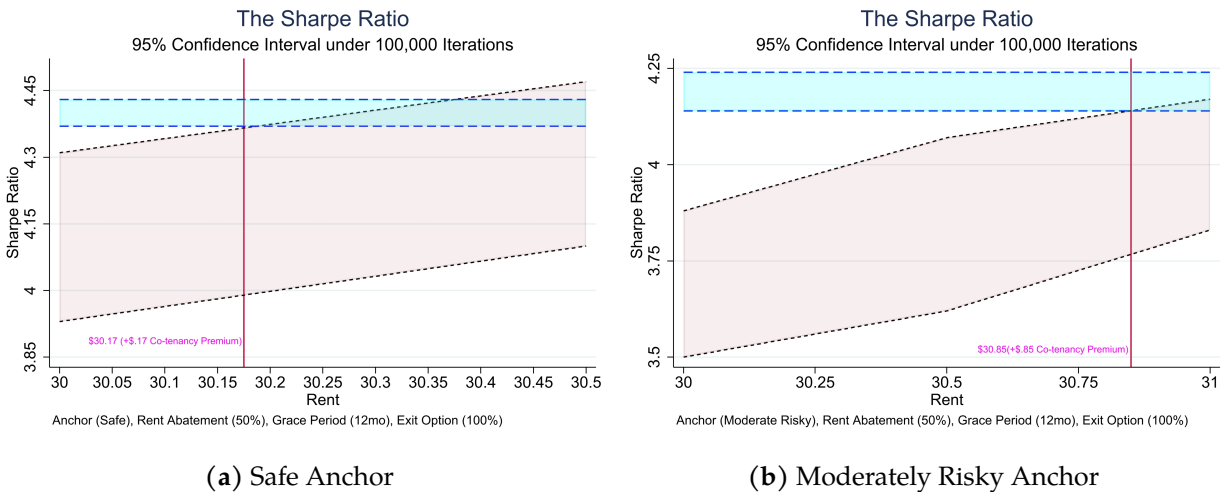 The Sharpe Ratio
95% Confidence Interval under 100,000 Iterations
Sharpe Ratio
4.45
4.3
4.15
4
3.85
$30.17 (+$.17 Co-tenancy Premium)
30 30.05 30.1 30.15 30.2 30.25 30.3 30.35 30.4 30.45 30.5
Rent
Anchor (Safe), Rent Abatement (50%), Grace Period (12mo), Exit Option (100%)
(a) Safe Anchor
The Sharpe Ratio
95% Confidence Interval under 100,000 Iterations
Sharpe Ratio
4.25
4
3.75
3.5
$30.85(+$.85 Co-tenancy Premium)
30 30.25 30.5 30.75 31
Rent
Anchor (Moderate Risky), Rent Abatement (50%), Grace Period (12mo), Exit Option (100%)
(b) Moderately Risky Anchor